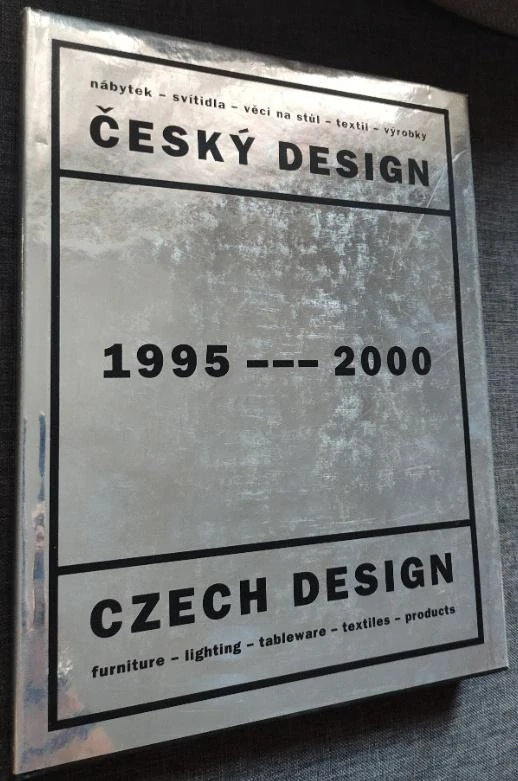 nábytek – svítidla – věci na stůl – textil – výrobky
ČESKÝ DESIGN
1995 --- 2000
CZECH DESIGN
furniture – lighting – tableware – textiles – products